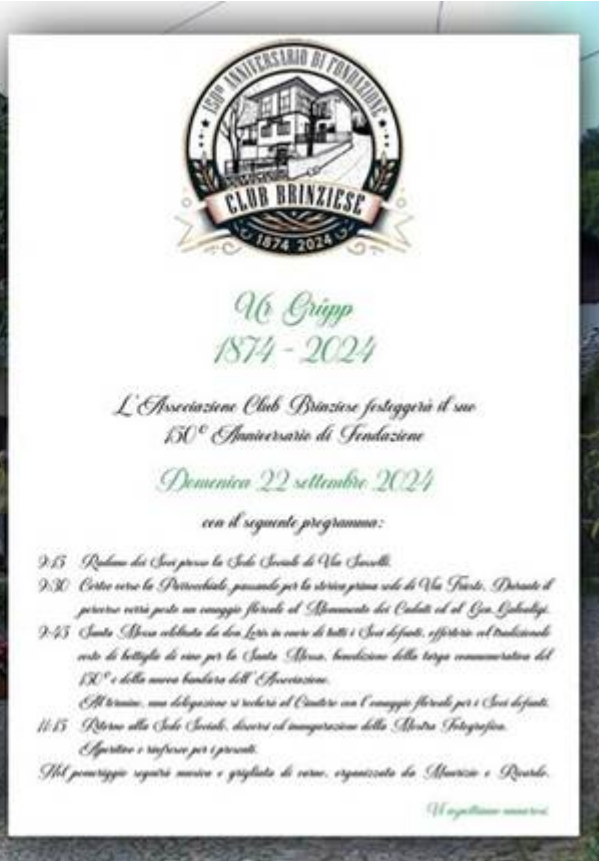 150° ANNIVERSARIO DI FONDAZIONE
CLUB BRINZIESE
1874 2024
Ur Grüpp
1874 - 2024
L'Associazione Club Brinziese festeggerà il suo
150° Anniversario di Fondazione
Domenica 22 settembre 2024
con il seguente programma:
9:15 Raduno dei Soci presso la Sede Sociale di Via Sasselli.
9:30 Corteo verso la Parrocchiale, passando per la storica prima sede di Via Trieste. Durante il
percorso verrà posto un omaggio floreale al Monumento dei Caduti ed al Gen. Galvaligi.
9:45 Santa Messa celebrata da don Loris in onore di tutti i Soci defunti, offertorio col tradizionale
cesto di bottiglie di vino per la Santa Messa, benedizione della targa commemorativa del
150° e della nuova bandiera dell'Associazione.
Al termine, una delegazione si recherà al Cimitero con l'omaggio floreale per i Soci defunti.
11:15 Ritorno alla Sede Sociale, discorsi ed inaugurazione della Mostra Fotografica.
Aperitivo e rinfresco per i presenti.
Nel pomeriggio seguirà musica e grigliata di carne, organizzata da Maurizio e Riccardo.
Vi aspettiamo numerosi.